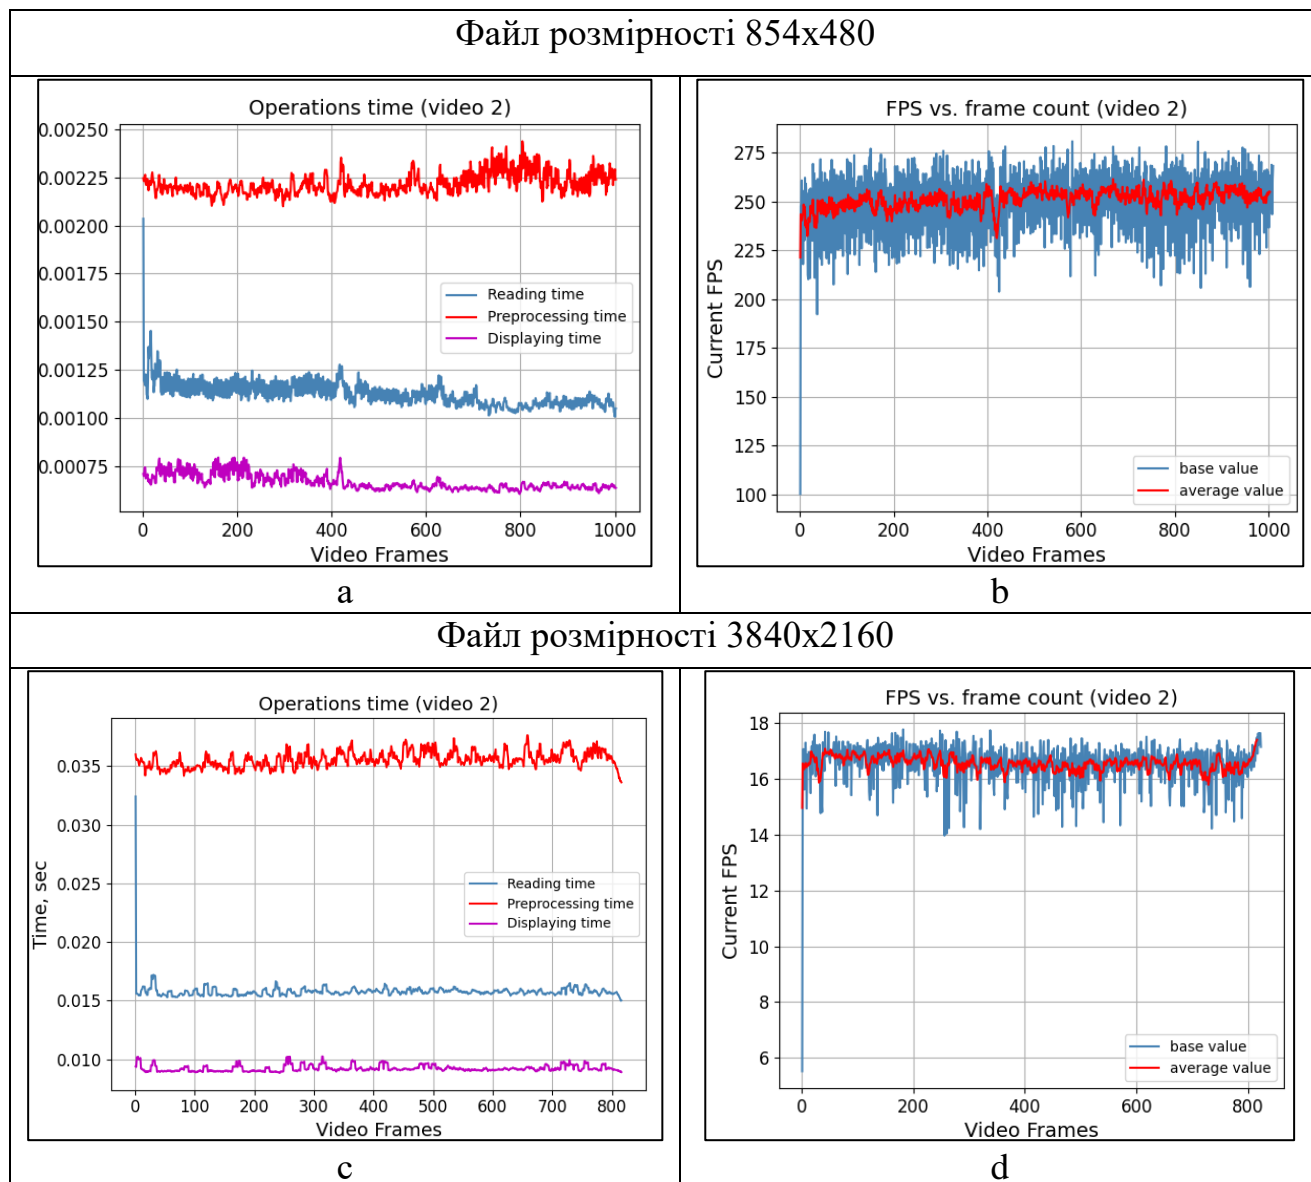 Файл розмірності 854x480
Operations time (video 2)
0.00250
0.00225
0.00200
0.00175
0.00150
0.00125
0.00100
0.00075
Reading time
Preprocessing time
Displaying time
0 200 400 600 800 1000
Video Frames
a
FPS vs. frame count (video 2)
Current FPS
275
250
225
200
175
150
125
100
base value
average value
0 200 400 600 800 1000
Video Frames
b
Файл розмірності 3840x2160
Operations time (video 2)
Time, sec
0.035
0.030
0.025
0.020
0.015
0.010
Reading time
Preprocessing time
Displaying time
0 100 200 300 400 500 600 700 800
Video Frames
c
FPS vs. frame count (video 2)
Current FPS
18
16
14
12
10
8
6
base value
average value
0 200 400 600 800
Video Frames
d